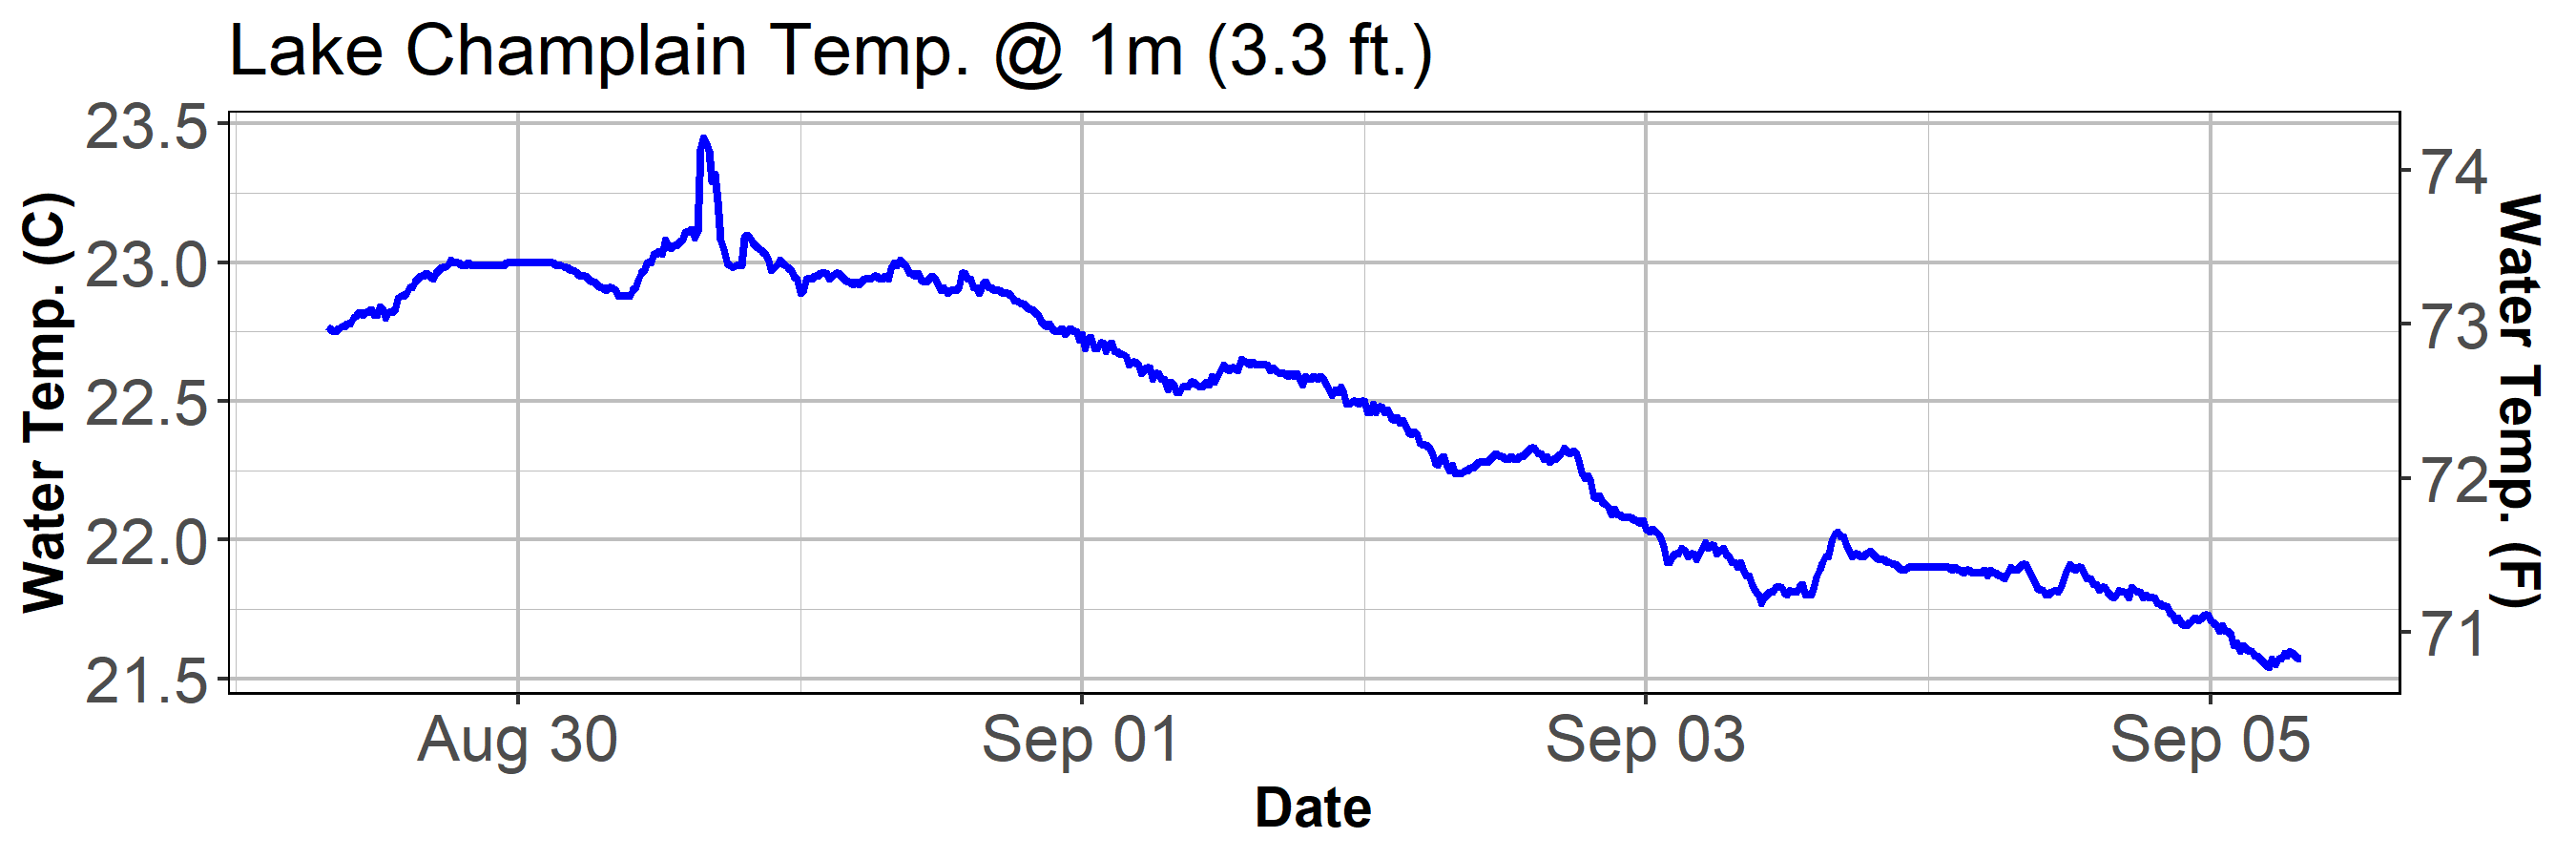 Lake Champlain Temp. @ 1m (3.3 ft.)
Water Temp. (C)
23.5
23.0
22.5
22.0
21.5
74
73
72
71
Water Temp. (F)
Aug 30 Sep 01 Sep 03 Sep 05
Date